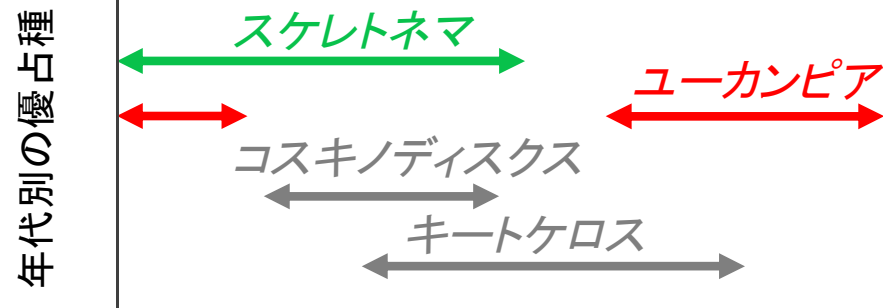 年代別の優占種
スケレトネマ
ユーカンピア
コスキノディスクス
キートケロス